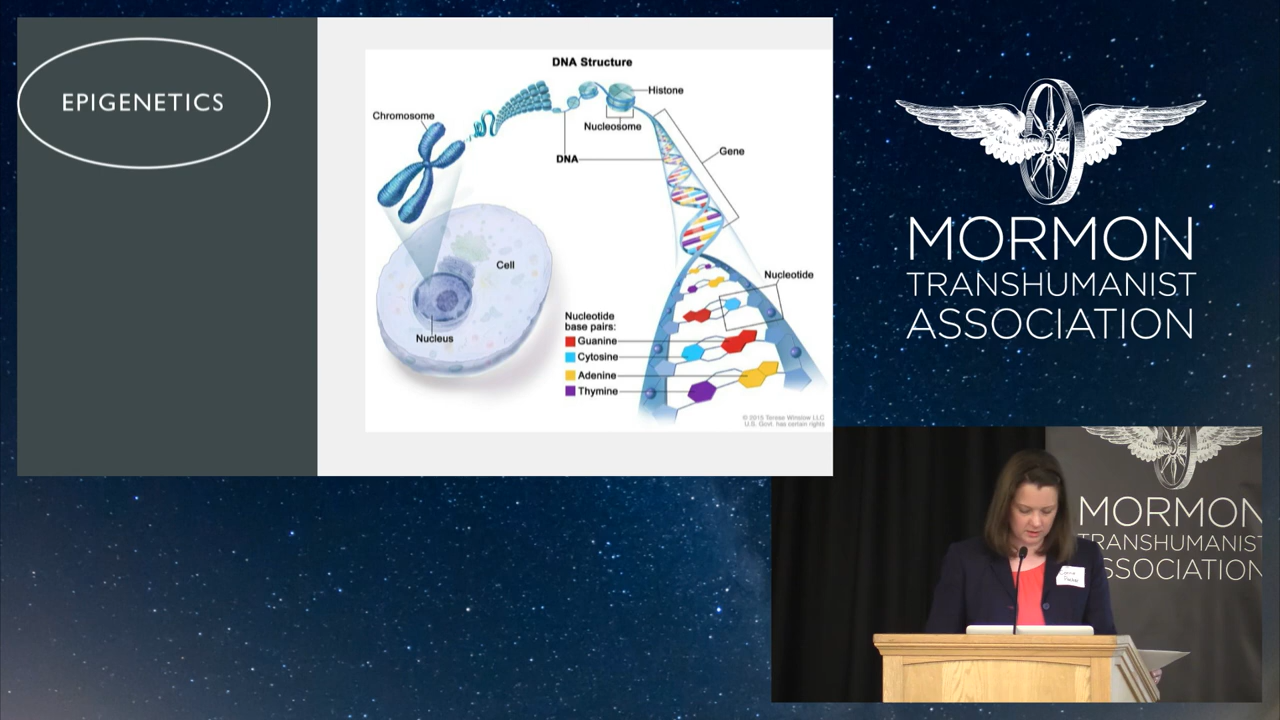 EPIGENETICS
DNA Structure
Histone
Chromosome
Nucleosome
DNA
Gene
Cell
Nucleotide
Nucleotide
base pairs:
Guanine
Cytosine
Adenine
Thymine
Nucleus
© 2015 Terese Winslow LLC
U.S. Govt. has certain rights
MORMON
TRANSHUMANIST
ASSOCIATION
MORMON
TRANSHUMANIST
ASSOCIATION